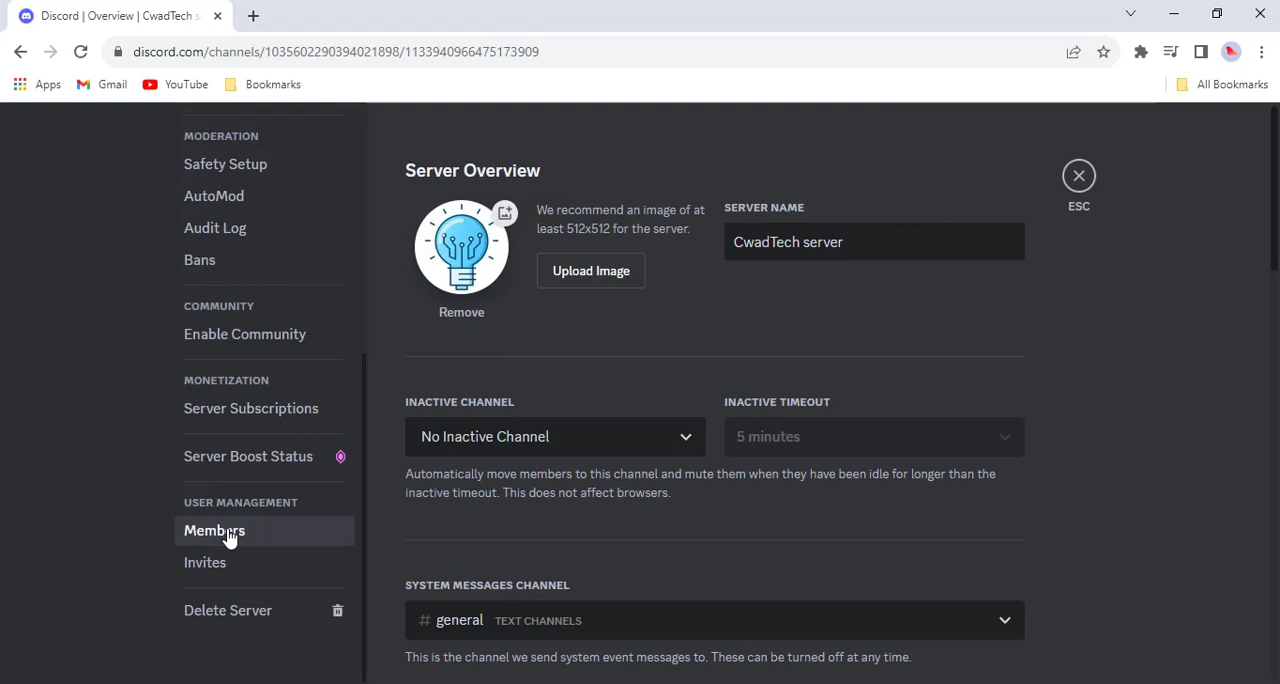 Discord | Overview | CwadTech s
discord.com/channels/1035602290394021898/1133940966475173909
Apps Gmail YouTube Bookmarks All Bookmarks
MODERATION
Safety Setup
AutoMod
Audit Log
Bans
COMMUNITY
Enable Community
MONETIZATION
Server Subscriptions
Server Boost Status
USER MANAGEMENT
Members
Invites
Delete Server
Server Overview
We recommend an image of at
least 512x512 for the server.
Upload Image
Remove
SERVER NAME
CwadTech server
ESC
INACTIVE CHANNEL
No Inactive Channel
INACTIVE TIMEOUT
5 minutes
Automatically move members to this channel and mute them when they have been idle for longer than the
inactive timeout. This does not affect browsers.
SYSTEM MESSAGES CHANNEL
# general TEXT CHANNELS
This is the channel we send system event messages to. These can be turned off at any time.